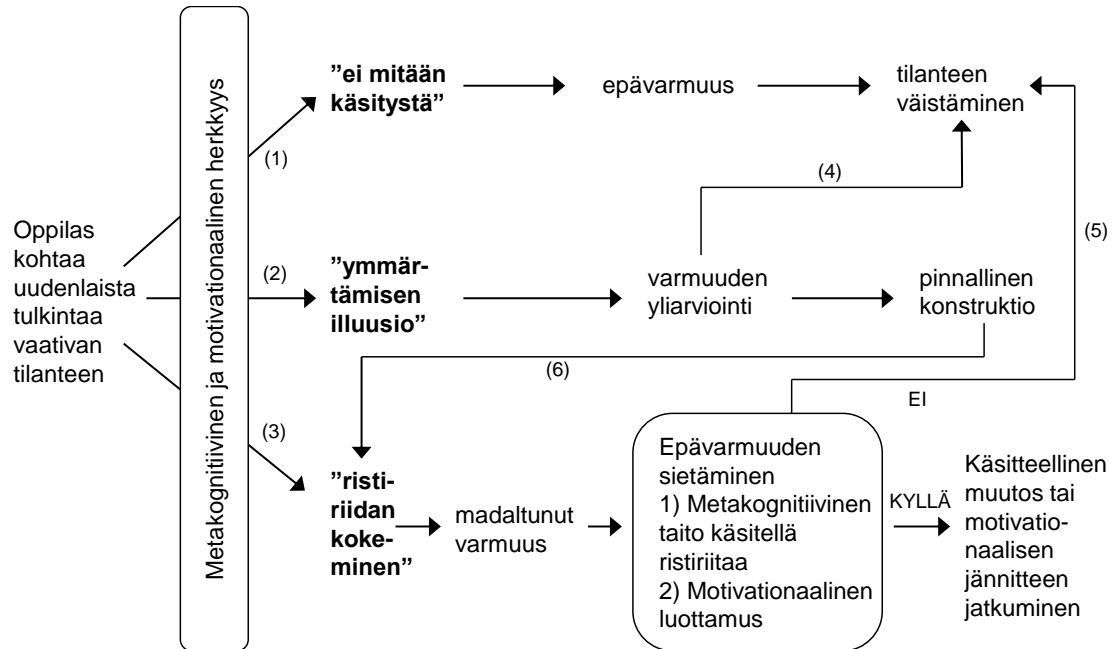 Oppilas
kohtaa
uudenlaista
tulkintaa
vaativan
tilanteen
Metakognitiivinen ja motivationaalinen herkkyys
(1)
”ei mitään
käsitystä”
epävarmuus
tilanteen
väistäminen
(4)
(5)
(2)
”ymmär-
tämisen
illuusio”
varmuuden
yliarviointi
pinnallinen
konstruktio
(6)
EI
(3)
”risti-
riidan
koke-
minen”
madaltunut
varmuus
Epävarmuuden
sietäminen
1) Metakognitiivinen
taito käsitellä
ristiriitaa
2) Motivationaalinen
luottamus
KYLLÄ
Käsitteellinen
muutos tai
motivatio-
naalisen
jännitteen
jatkuminen